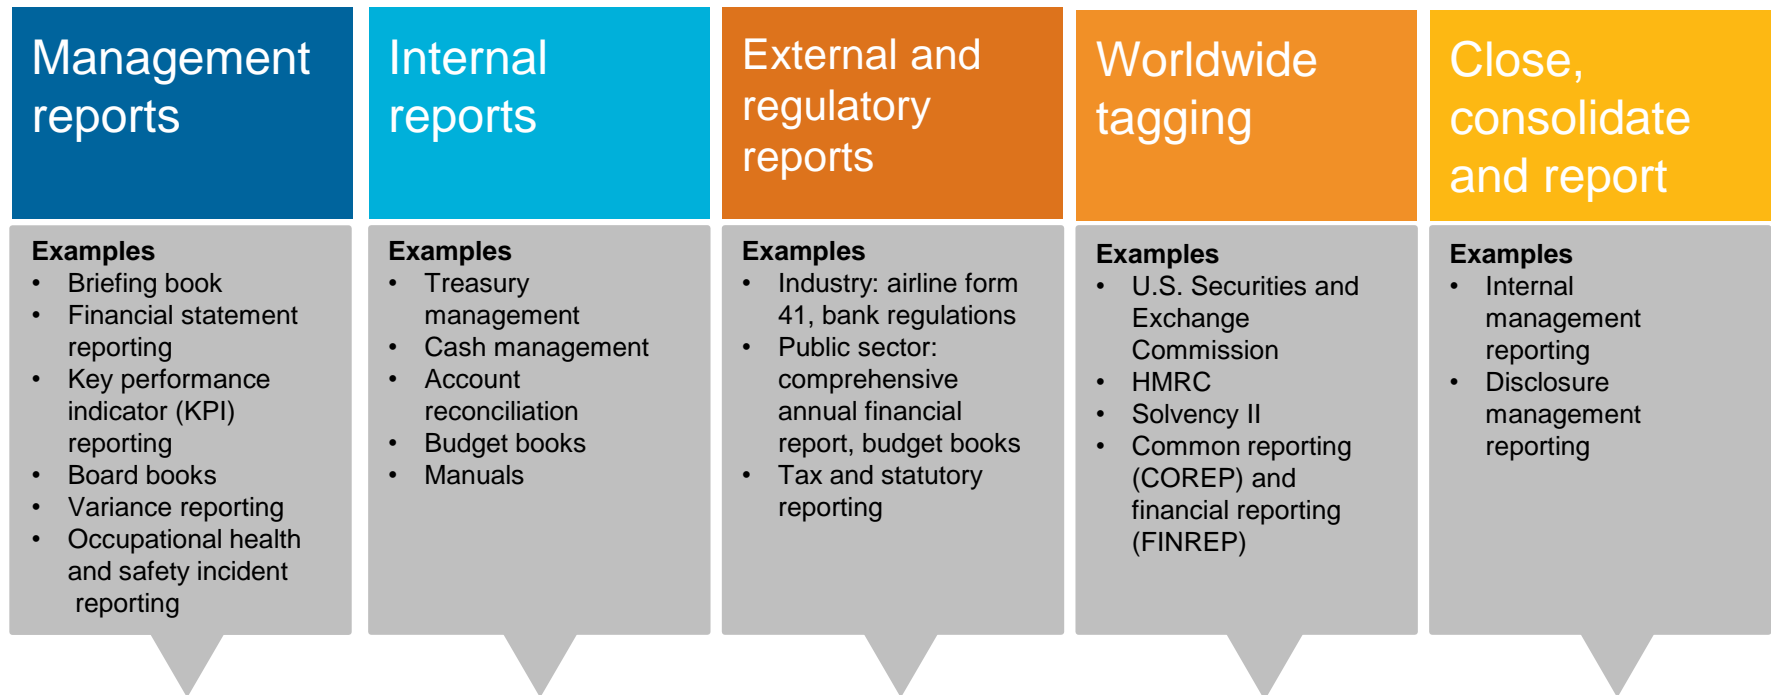 Management
reports
Examples
• Briefing book
• Financial statement
reporting
• Key performance
indicator (KPI)
reporting
• Board books
• Variance reporting
• Occupational health
and safety incident
reporting
Internal
reports
Examples
• Treasury
management
• Cash management
• Account
reconciliation
• Budget books
• Manuals
External and
regulatory
reports
Examples
• Industry: airline form
41, bank regulations
• Public sector:
comprehensive
annual financial
report, budget books
• Tax and statutory
reporting
Worldwide
tagging
Examples
• U.S. Securities and
Exchange
Commission
• HMRC
• Solvency II
• Common reporting
(COREP) and
financial reporting
(FINREP)
Close,
consolidate
and report
Examples
• Internal
management
reporting
• Disclosure
management
reporting